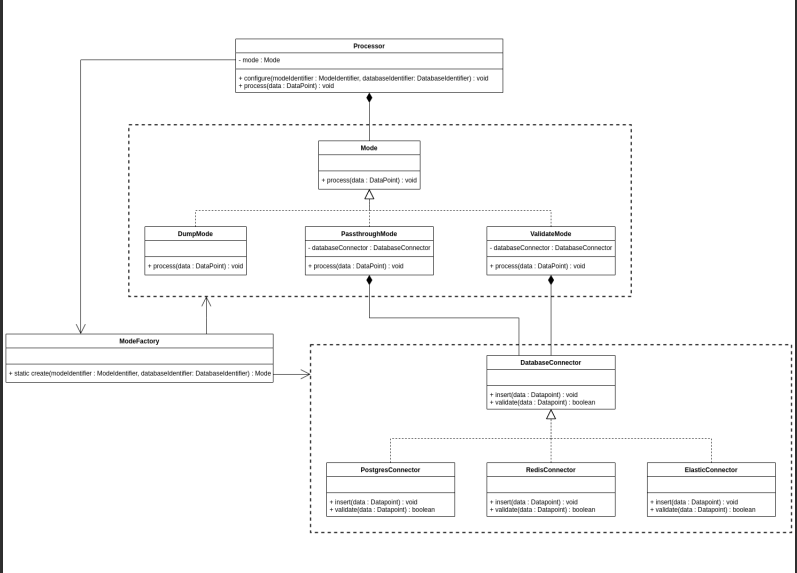 Processor
- mode : Mode
+ configure(modeIdentifier : ModeIdentifier, databaseIdentifier: DatabaseIdentifier) : void
+ process(data : DataPoint) : void
Mode
+ process(data : DataPoint) : void
DumpMode
+ process(data : DataPoint) : void
PassthroughMode
- databaseConnector : DatabaseConnector
+ process(data : DataPoint) : void
ValidateMode
- databaseConnector : DatabaseConnector
+ process(data : DataPoint) : void
ModeFactory
+ static create(modeIdentifier : ModeIdentifier, databaseIdentifier: DatabaseIdentifier) : Mode
DatabaseConnector
+ insert(data : Datapoint) : void
+ validate(data : Datapoint) : boolean
PostgresConnector
+ insert(data : Datapoint) : void
+ validate(data : Datapoint) : boolean
RedisConnector
+ insert(data : Datapoint) : void
+ validate(data : Datapoint) : boolean
ElasticConnector
+ insert(data : Datapoint) : void
+ validate(data : Datapoint) : boolean